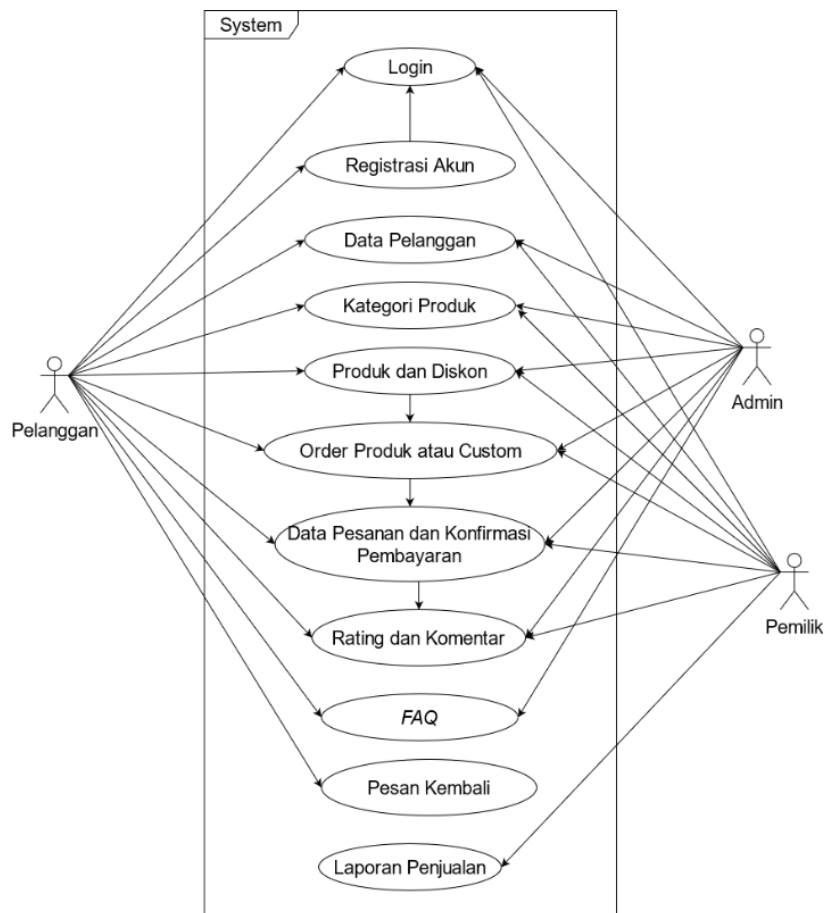 System
Login
Registrasi Akun
Data Pelanggan
Kategori Produk
Produk dan Diskon
Order Produk atau Custom
Data Pesanan dan Konfirmasi
Pembayaran
Rating dan Komentar
FAQ
Pesan Kembali
Laporan Penjualan
Pelanggan
Admin
Pemilik